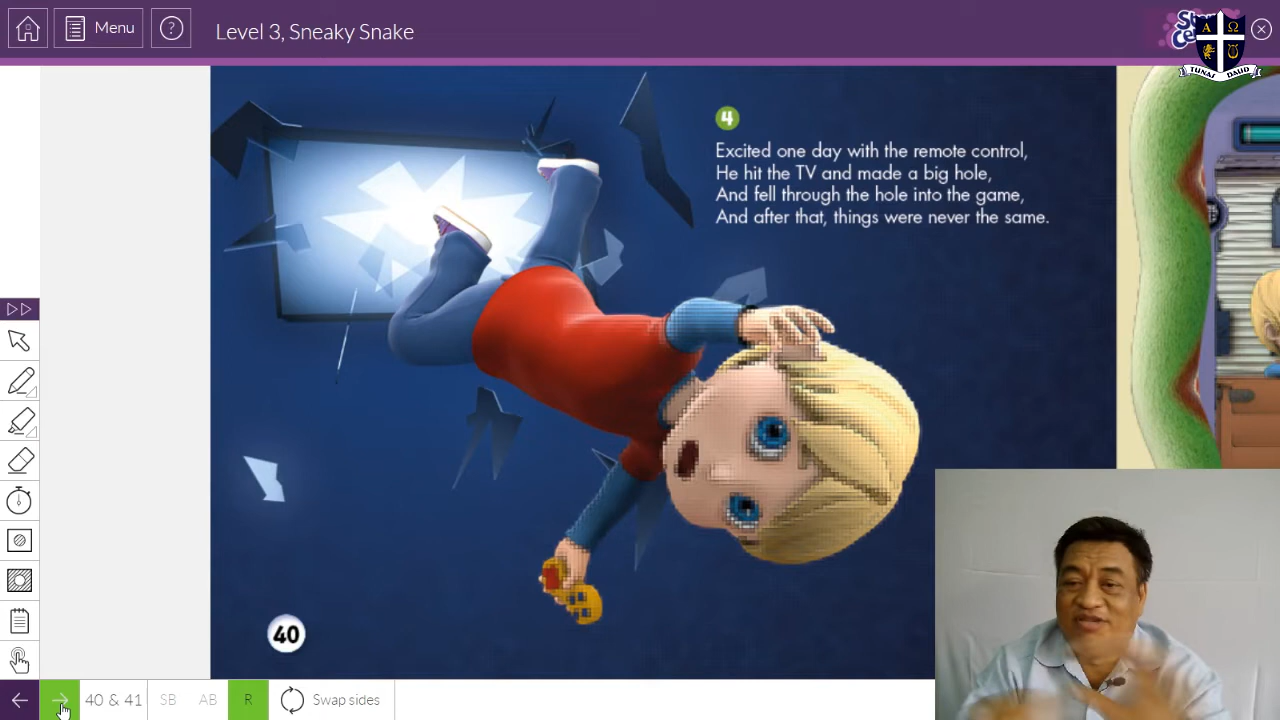 Menu
?
Level 3, Sneaky Snake
A Ω
TUNAS DAUD
4
Excited one day with the remote control,
He hit the TV and made a big hole,
And fell through the hole into the game,
And after that, things were never the same.
40
40 & 41
SB
AB
R
Swap sides